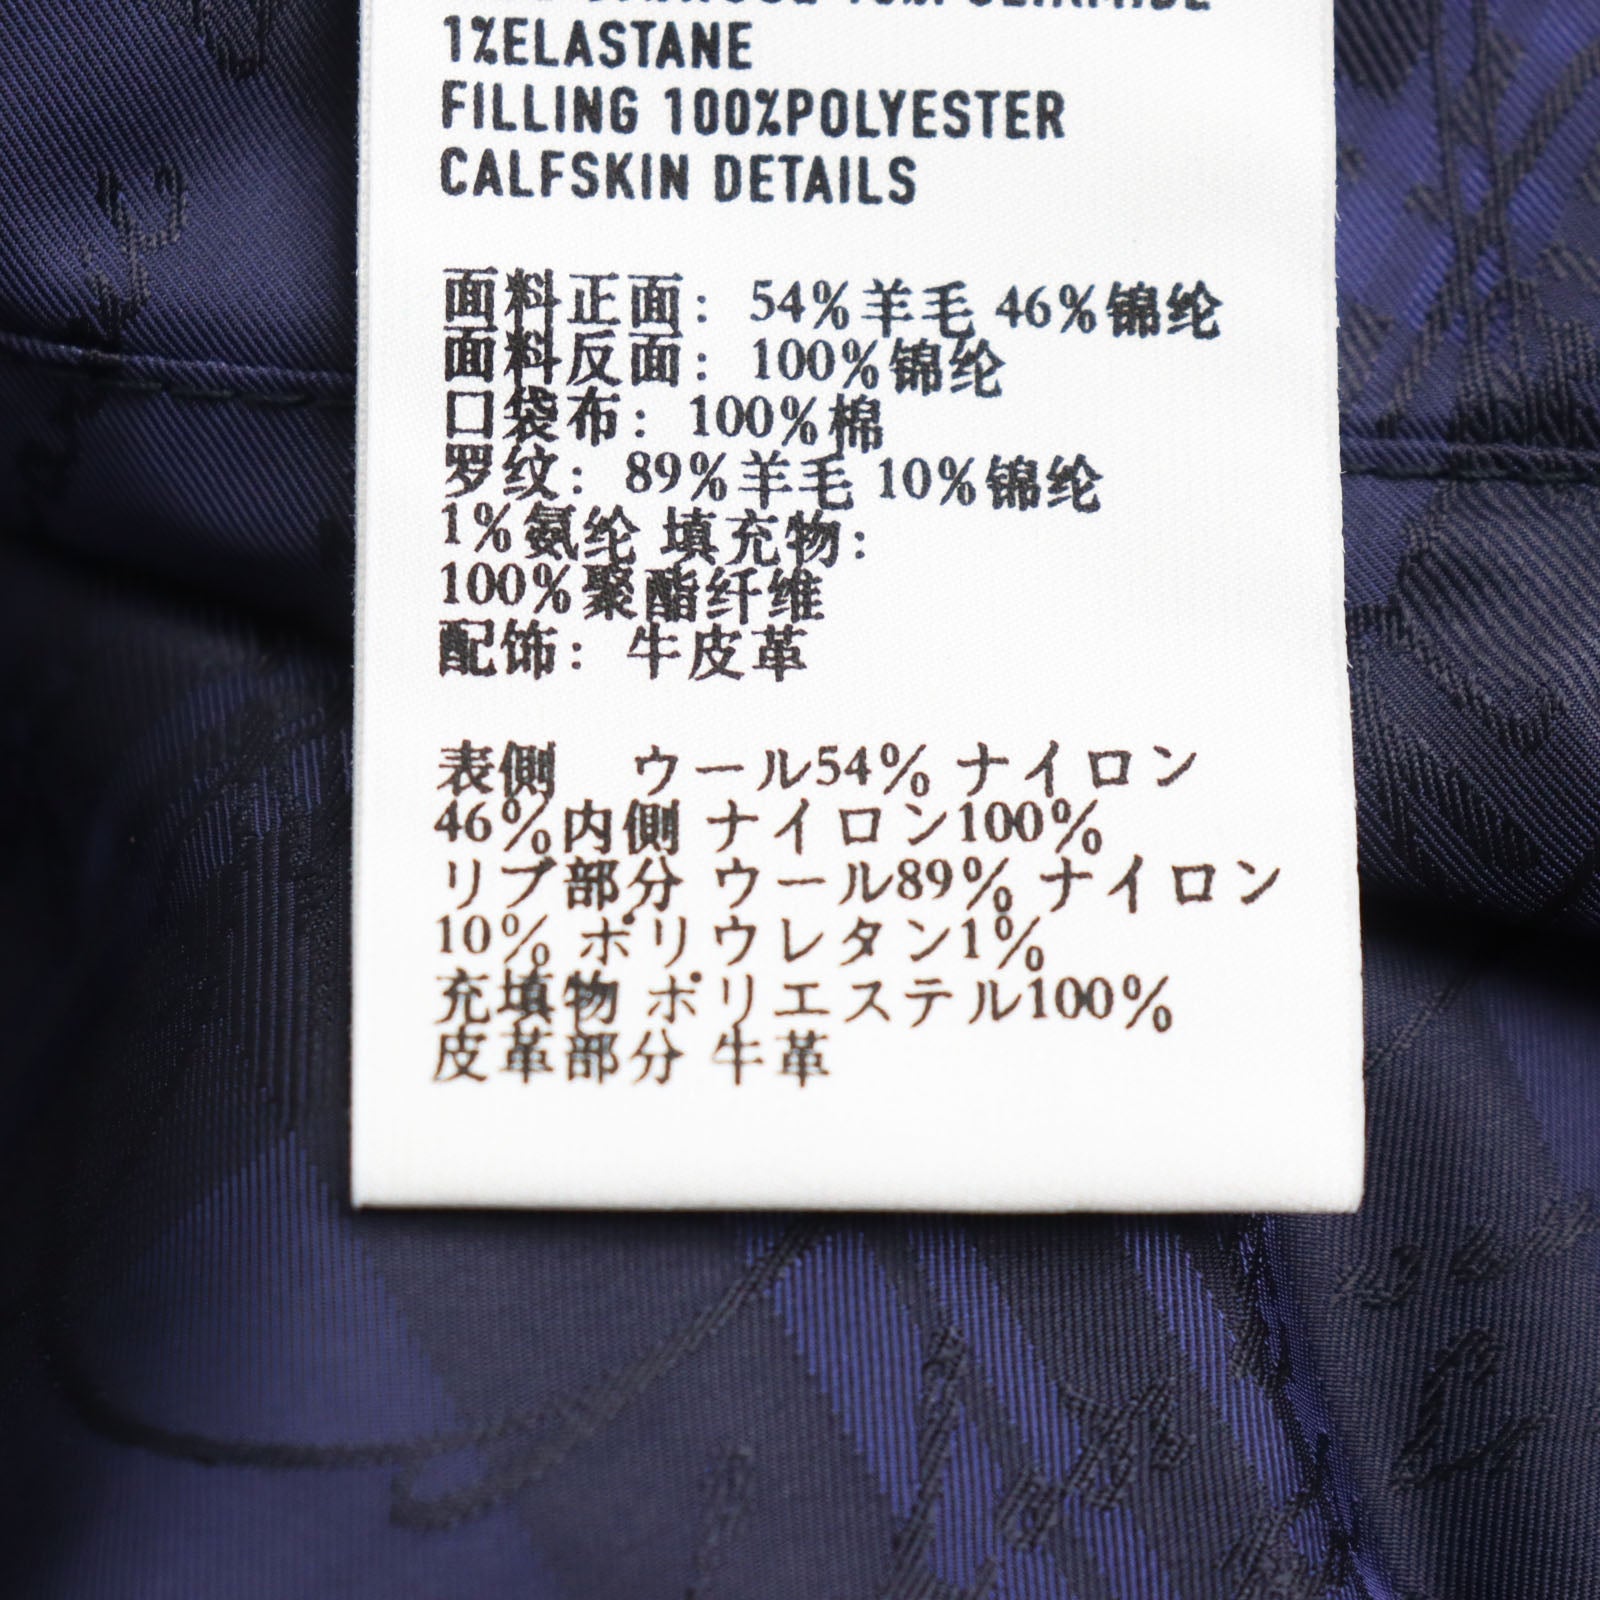 1%ELASTANE
FILLING 100%POLYESTER
CALFSKIN DETAILS
面料正面: 54%羊毛 46%锦纶
面料反面: 100%锦纶
口袋布: 100%棉
罗纹: 89%羊毛 10%锦纶
1%氨纶 填充物:
100%聚酯纤维
配饰: 牛皮革
表側 ウール54% ナイロン
46% 内側 ナイロン100%
リブ部分 ウール89% ナイロン
10% ポリウレタン1%
充填物 ポリエステル100%
皮革部分 牛革